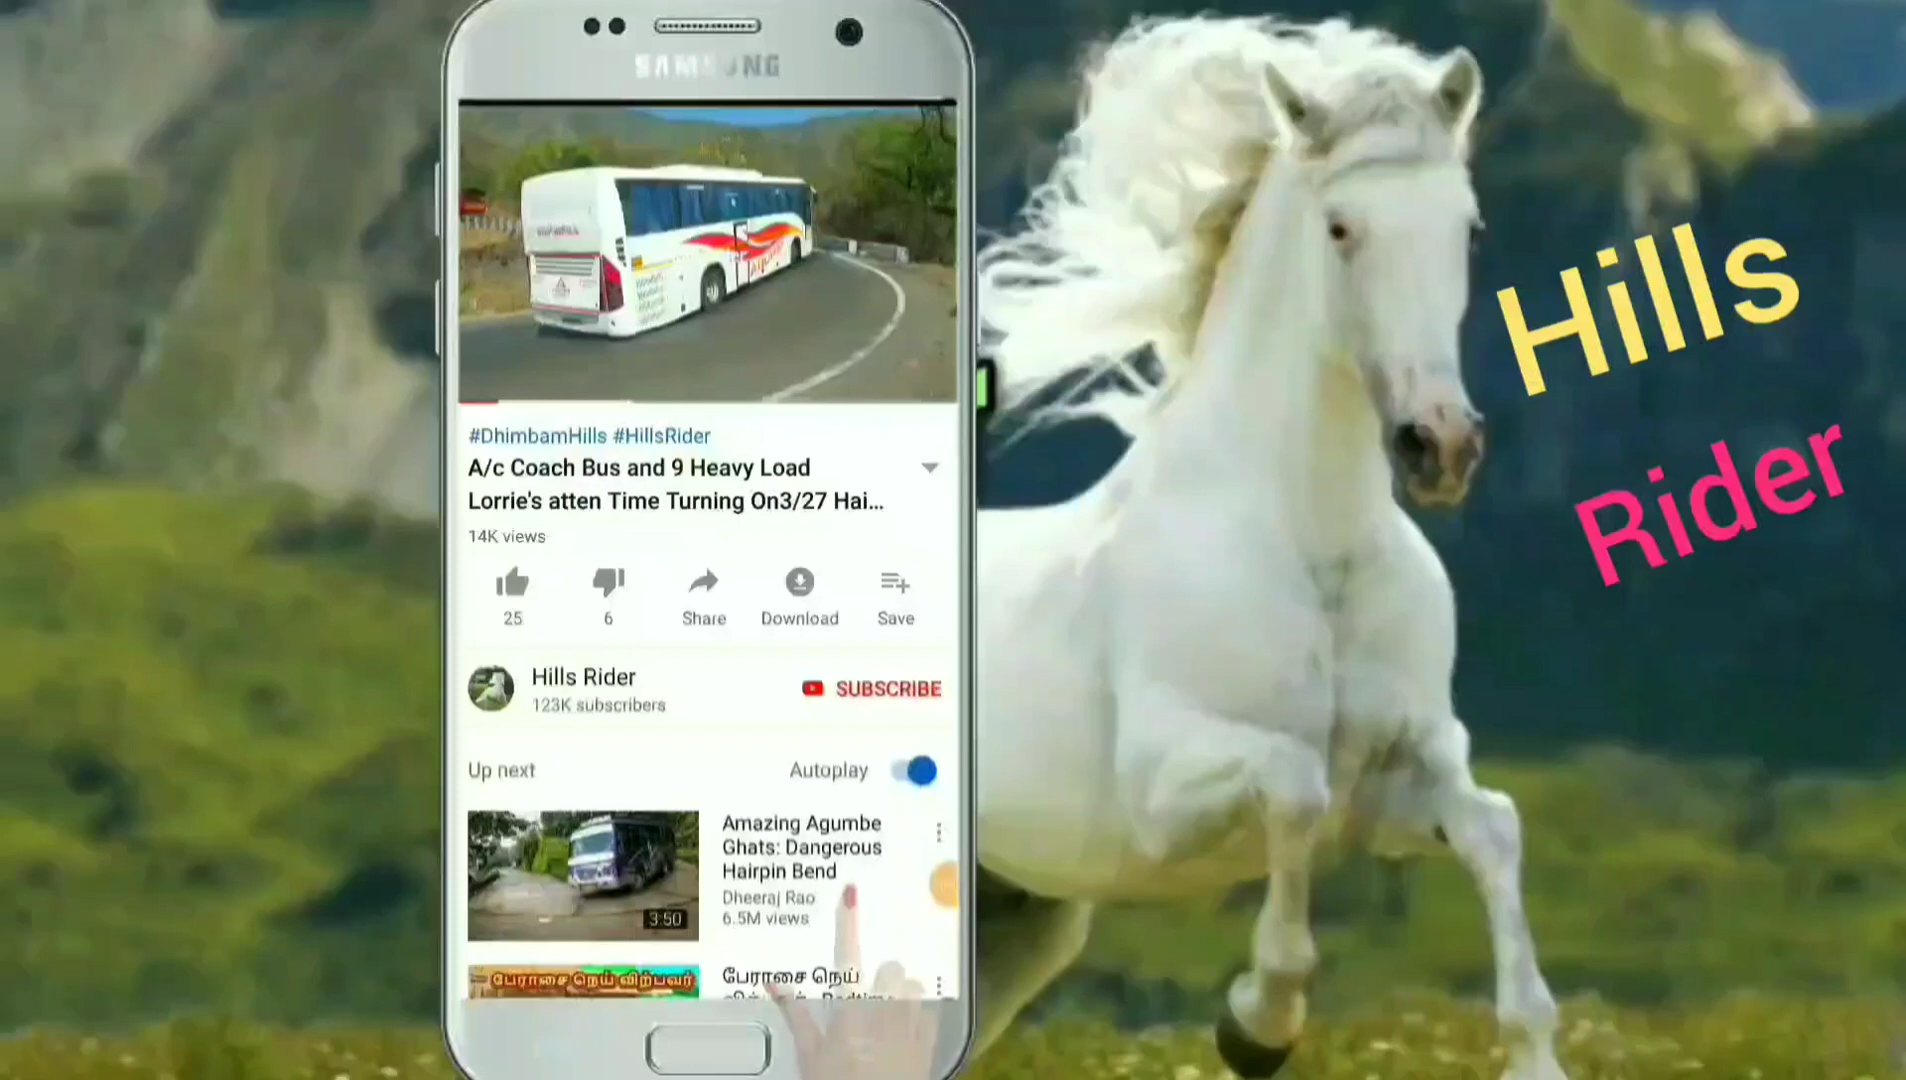 SAMSUNG
#DhimbamHills #HillsRider
A/c Coach Bus and 9 Heavy Load
Lorrie's atten Time Turning On3/27 Hai...
14K views
25
6
Share
Download
Save
Hills Rider
123K subscribers
SUBSCRIBE
Up next
Autoplay
Amazing Agumbe
Ghats: Dangerous
Hairpin Bend
Dheeraj Rao
6.5M views
3:50
பேராசை நெய் விற்பவர்
பேராசை நெய்
Hills
Rider